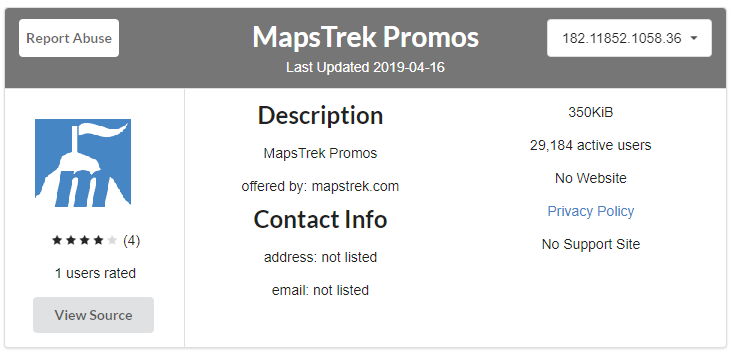 Report Abuse
MapsTrek Promos
182.11852.1058.36
Last Updated 2019-04-16
(4)
1 users rated
View Source
Description
MapsTrek Promos
offered by: mapstrek.com
Contact Info
address: not listed
email: not listed
350KiB
29,184 active users
No Website
Privacy Policy
No Support Site